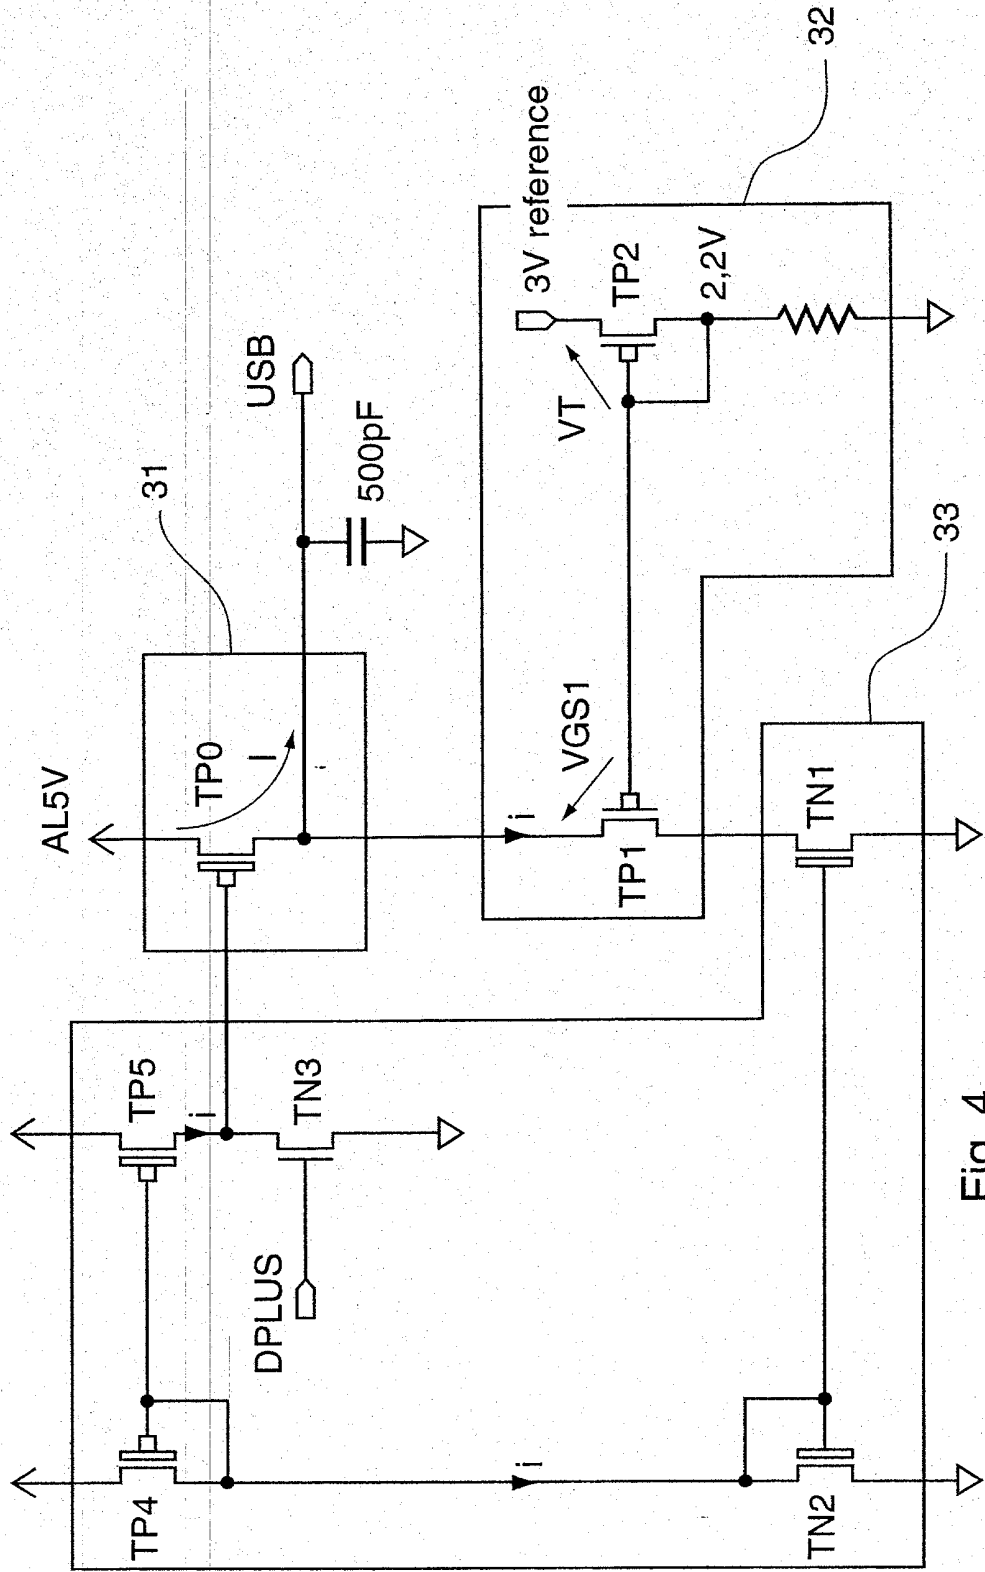 AL5V
TP0
I
31
USB
500pF
TP5
i
TN3
DPLUS
TP4
i
TN2
i
VGS1
TP1
TN1
33
3V reference
VT
TP2
2,2V
32
Fig. 4